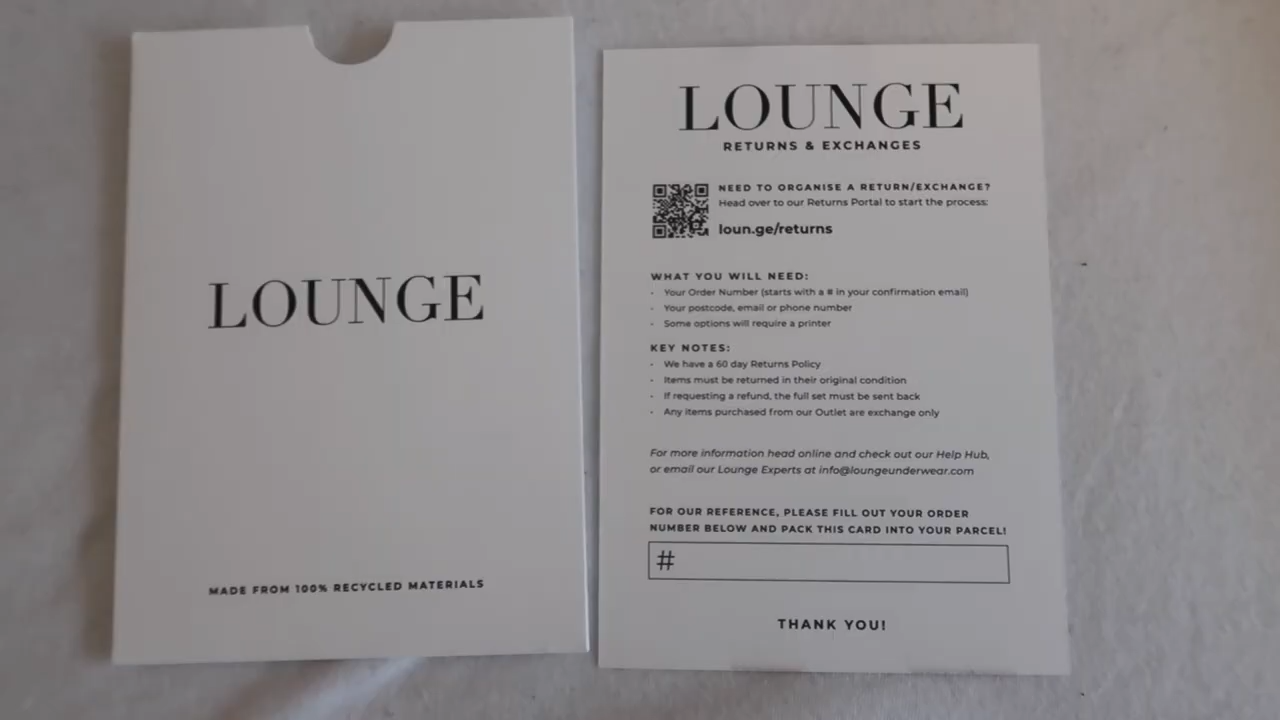 LOUNGE
MADE FROM 100% RECYCLED MATERIALS
LOUNGE
RETURNS & EXCHANGES
NEED TO ORGANISE A RETURN/EXCHANGE?
Head over to our Returns Portal to start the process:
loun.ge/returns
WHAT YOU WILL NEED:
· Your Order Number (starts with a # in your confirmation email)
· Your postcode, email or phone number
· Some options will require a printer
KEY NOTES:
· We have a 60 day Returns Policy
· Items must be returned in their original condition
· If requesting a refund, the full set must be sent back
· Any items purchased from our Outlet are exchange only
For more information head online and check out our Help Hub,
or email our Lounge Experts at info@loungeunderwear.com
FOR OUR REFERENCE, PLEASE FILL OUT YOUR ORDER
NUMBER BELOW AND PACK THIS CARD INTO YOUR PARCEL!
#
THANK YOU!